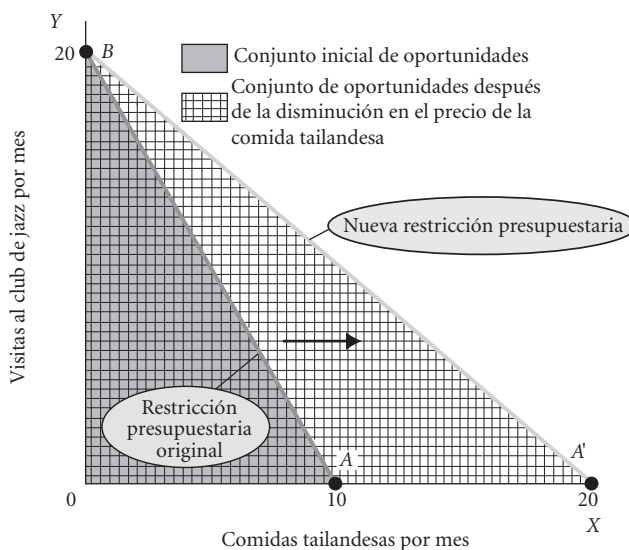 Y
20
B
Conjunto inicial de oportunidades
Conjunto de oportunidades después
de la disminución en el precio de la
comida tailandesa
Nueva restricción presupuestaria
Visitas al club de jazz por mes
Restricción
presupuestaria
original
A
A'
0
10
20
X
Comidas tailandesas por mes